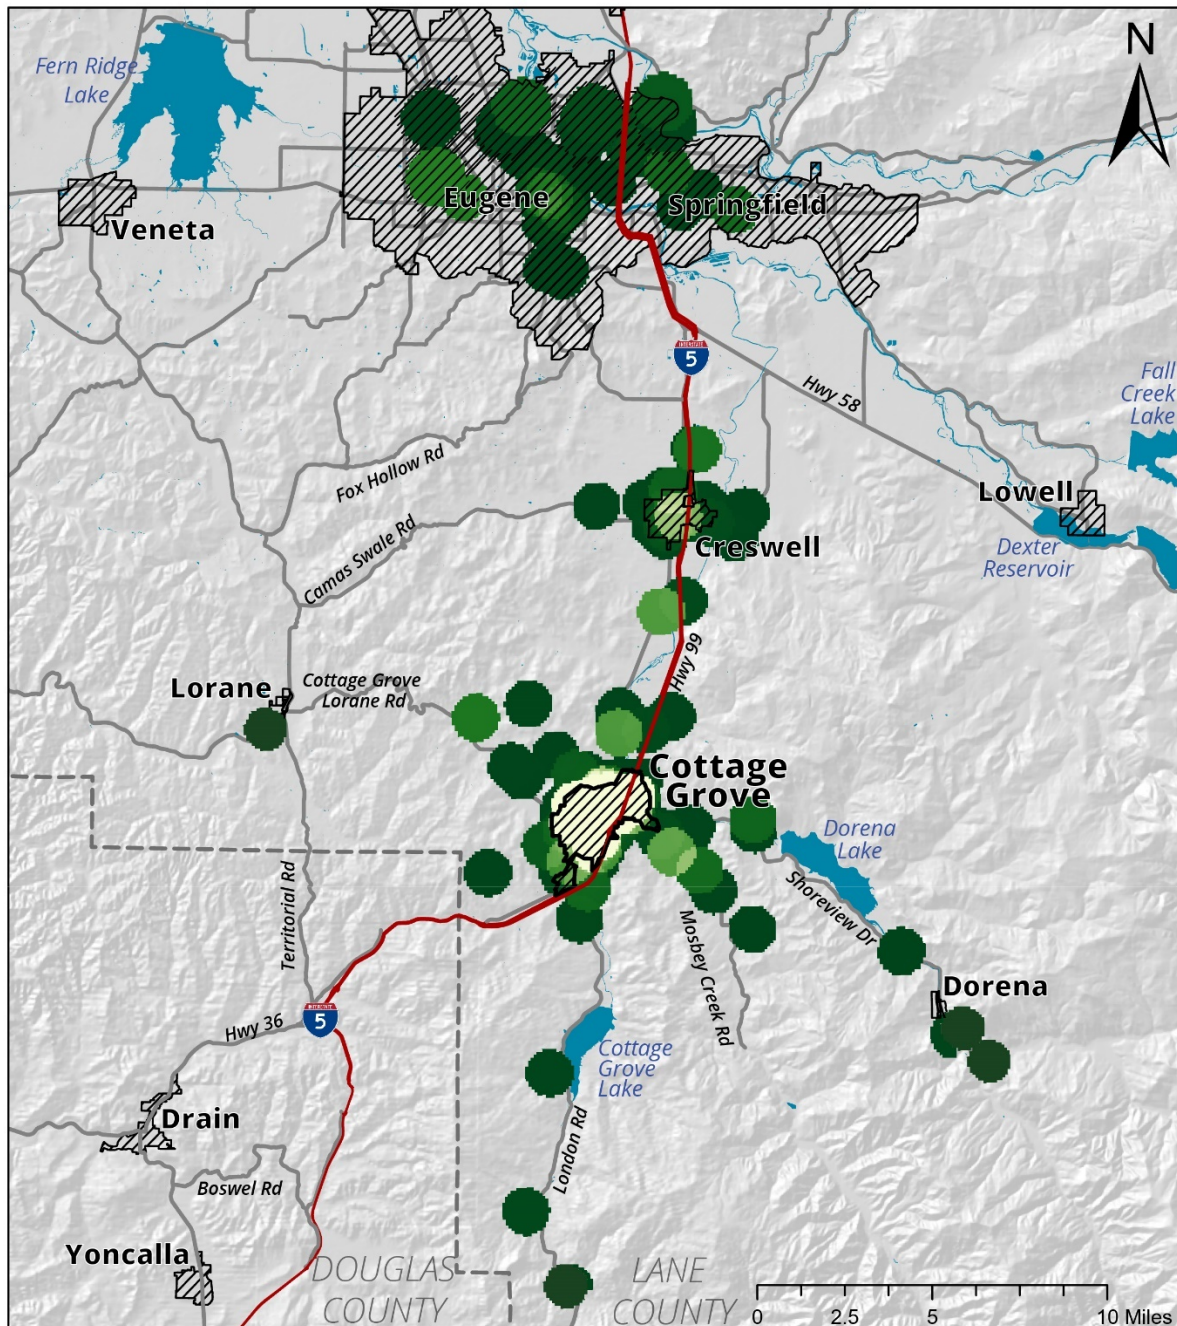 N
Fern Ridge
Lake
Eugene
Springfield
Veneta
5
Hwy 58
Fall
Creek
Lake
Fox Hollow Rd
Lowell
Camas Swale Rd
Creswell
Dexter
Reservoir
Hwy 99
Lorane
Cottage Grove
Lorane Rd
Cottage
Grove
Dorena
Lake
Territorial Rd
Shoreview Dr
Mosbey Creek Rd
Dorena
5
Hwy 36
Cottage
Grove
Lake
Drain
London Rd
Boswel Rd
Yoncalla
DOUGLAS
COUNTY
LANE
COUNTY
0 2.5 5 10 Miles